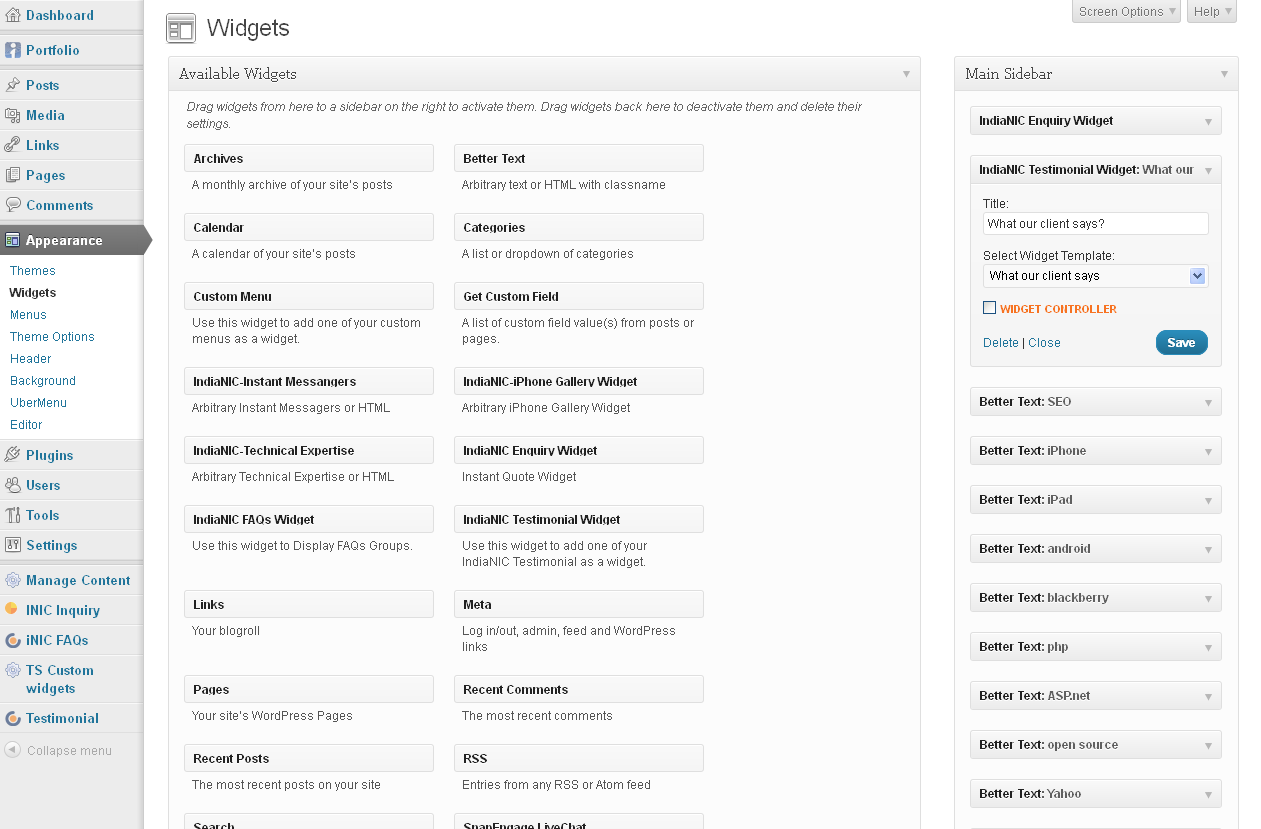 Dashboard
Portfolio
Posts
Media
Links
Pages
Comments
Appearance
Themes
Widgets
Menus
Theme Options
Header
Background
UberMenu
Editor
Plugins
Users
Tools
Settings
Manage Content
INIC Inquiry
iNIC FAQs
TS Custom
widgets
Testimonial
Collapse menu
Screen Options
Help
Widgets
Available Widgets
Drag widgets from here to a sidebar on the right to activate them. Drag widgets back here to deactivate them and delete their
settings.
Archives
A monthly archive of your site's posts
Better Text
Arbitrary text or HTML with classname
Calendar
A calendar of your site's posts
Categories
A list or dropdown of categories
Custom Menu
Use this widget to add one of your custom
menus as a widget.
Get Custom Field
A list of custom field value(s) from posts or
pages.
IndiaNIC-Instant Messangers
Arbitrary Instant Messagers or HTML
IndiaNIC-iPhone Gallery Widget
Arbitrary iPhone Gallery Widget
IndiaNIC-Technical Expertise
Arbitrary Technical Expertise or HTML
IndiaNIC Enquiry Widget
Instant Quote Widget
IndiaNIC FAQs Widget
Use this widget to Display FAQs Groups.
IndiaNIC Testimonial Widget
Use this widget to add one of your
IndiaNIC Testimonial as a widget.
Links
Your blogroll
Meta
Log in/out, admin, feed and WordPress
links
Pages
Your site's WordPress Pages
Recent Comments
The most recent comments
Recent Posts
The most recent posts on your site
RSS
Entries from any RSS or Atom feed
Search
SnapEngage LiveChat
Main Sidebar
IndiaNIC Enquiry Widget
IndiaNIC Testimonial Widget: What our
Title:
What our client says?
Select Widget Template:
What our client says
WIDGET CONTROLLER
Delete | Close
Save
Better Text: SEO
Better Text: iPhone
Better Text: iPad
Better Text: android
Better Text: blackberry
Better Text: php
Better Text: ASP.net
Better Text: open source
Better Text: Yahoo